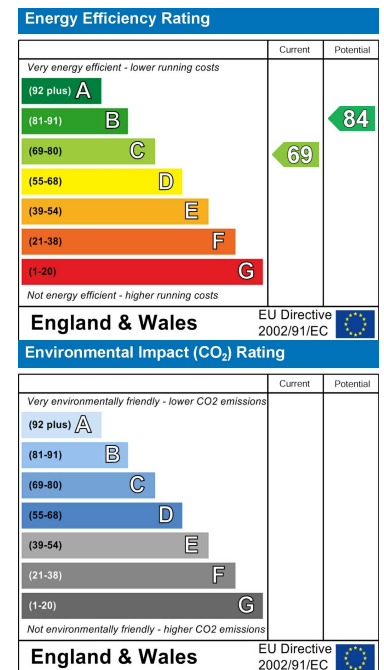 Energy Efficiency Rating
Current Potential
Very energy efficient - lower running costs
(92 plus) A
(81-91) B 84
(69-80) C 69
(55-68) D
(39-54) E
(21-38) F
(1-20) G
Not energy efficient - higher running costs
England & Wales
EU Directive
2002/91/EC
Environmental Impact (CO₂) Rating
Current Potential
Very environmentally friendly - lower CO2 emissions
(92 plus) A
(81-91) B
(69-80) C
(55-68) D
(39-54) E
(21-38) F
(1-20) G
Not environmentally friendly - higher CO2 emissions
England & Wales
EU Directive
2002/91/EC